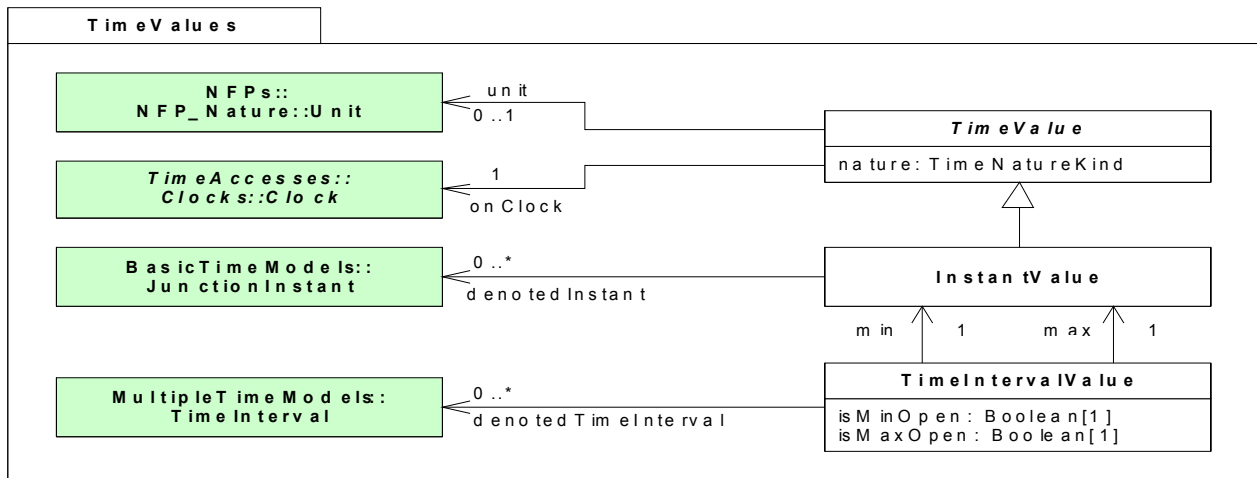 TimeValues
NFPs::
NFP_Nature::Unit
unit
0..1
TimeValue
nature: TimeNatureKind
TimeAccesses::
Clocks::Clock
1
onClock
BasicTimeModels::
JunctionInstant
0..*
denotedInstant
InstantValue
min
1
max
1
MultipleTimeModels::
TimeInterval
0..*
denotedTimeInterval
TimeIntervalValue
isMinOpen: Boolean[1]
isMaxOpen: Boolean[1]